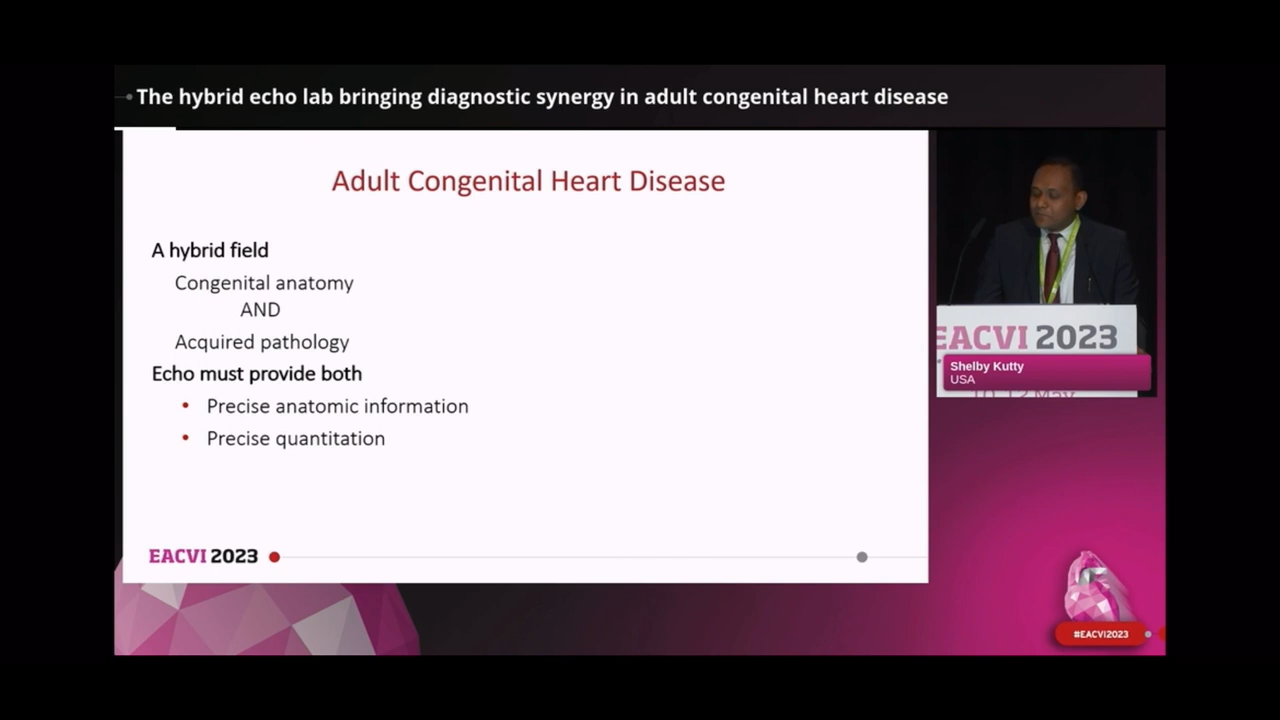 The hybrid echo lab bringing diagnostic synergy in adult congenital heart disease
Adult Congenital Heart Disease
A hybrid field
Congenital anatomy
AND
Acquired pathology
Echo must provide both
• Precise anatomic information
• Precise quantitation
EACVI 2023
EACVI 2023
Shelby Kutty
USA
#EACVI2023